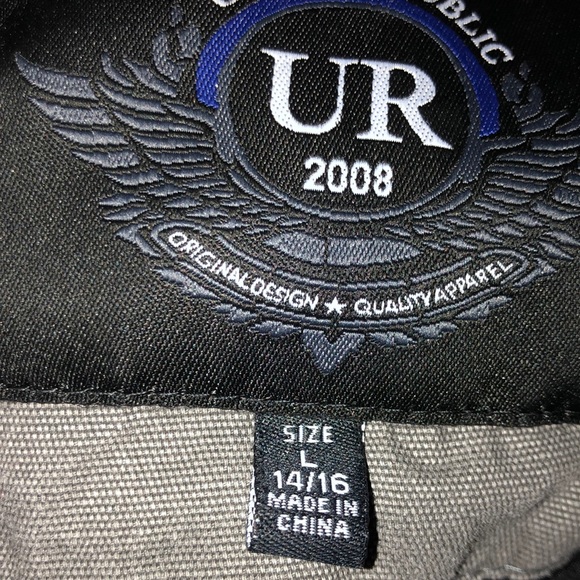 UR
2008
ORIGINAL DESIGN ★ QUALITY APPAREL
SIZE
L
14/16
MADE IN
CHINA